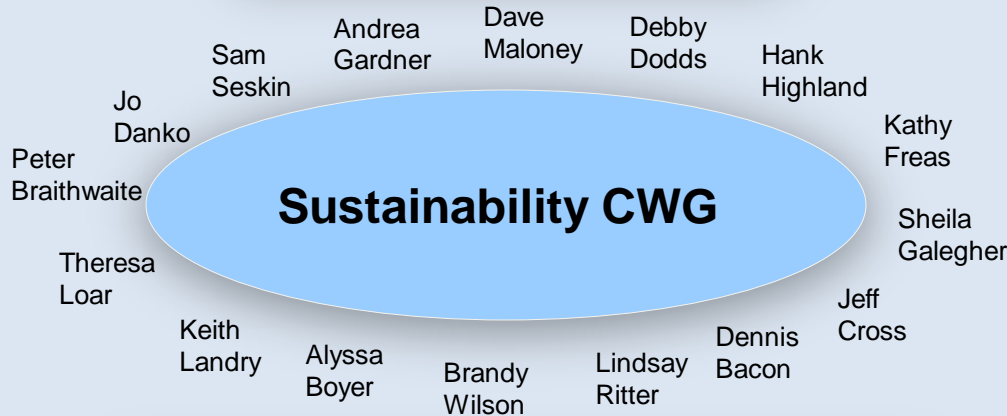 Dave
Maloney
Debby
Dodds
Andrea
Gardner
Hank
Highland
Sam
Seskin
Jo
Danko
Kathy
Freas
Peter
Braithwaite
Sustainability CWG
Sheila
Galegher
Theresa
Loar
Jeff
Cross
Keith
Landry
Dennis
Bacon
Alyssa
Boyer
Lindsay
Ritter
Brandy
Wilson